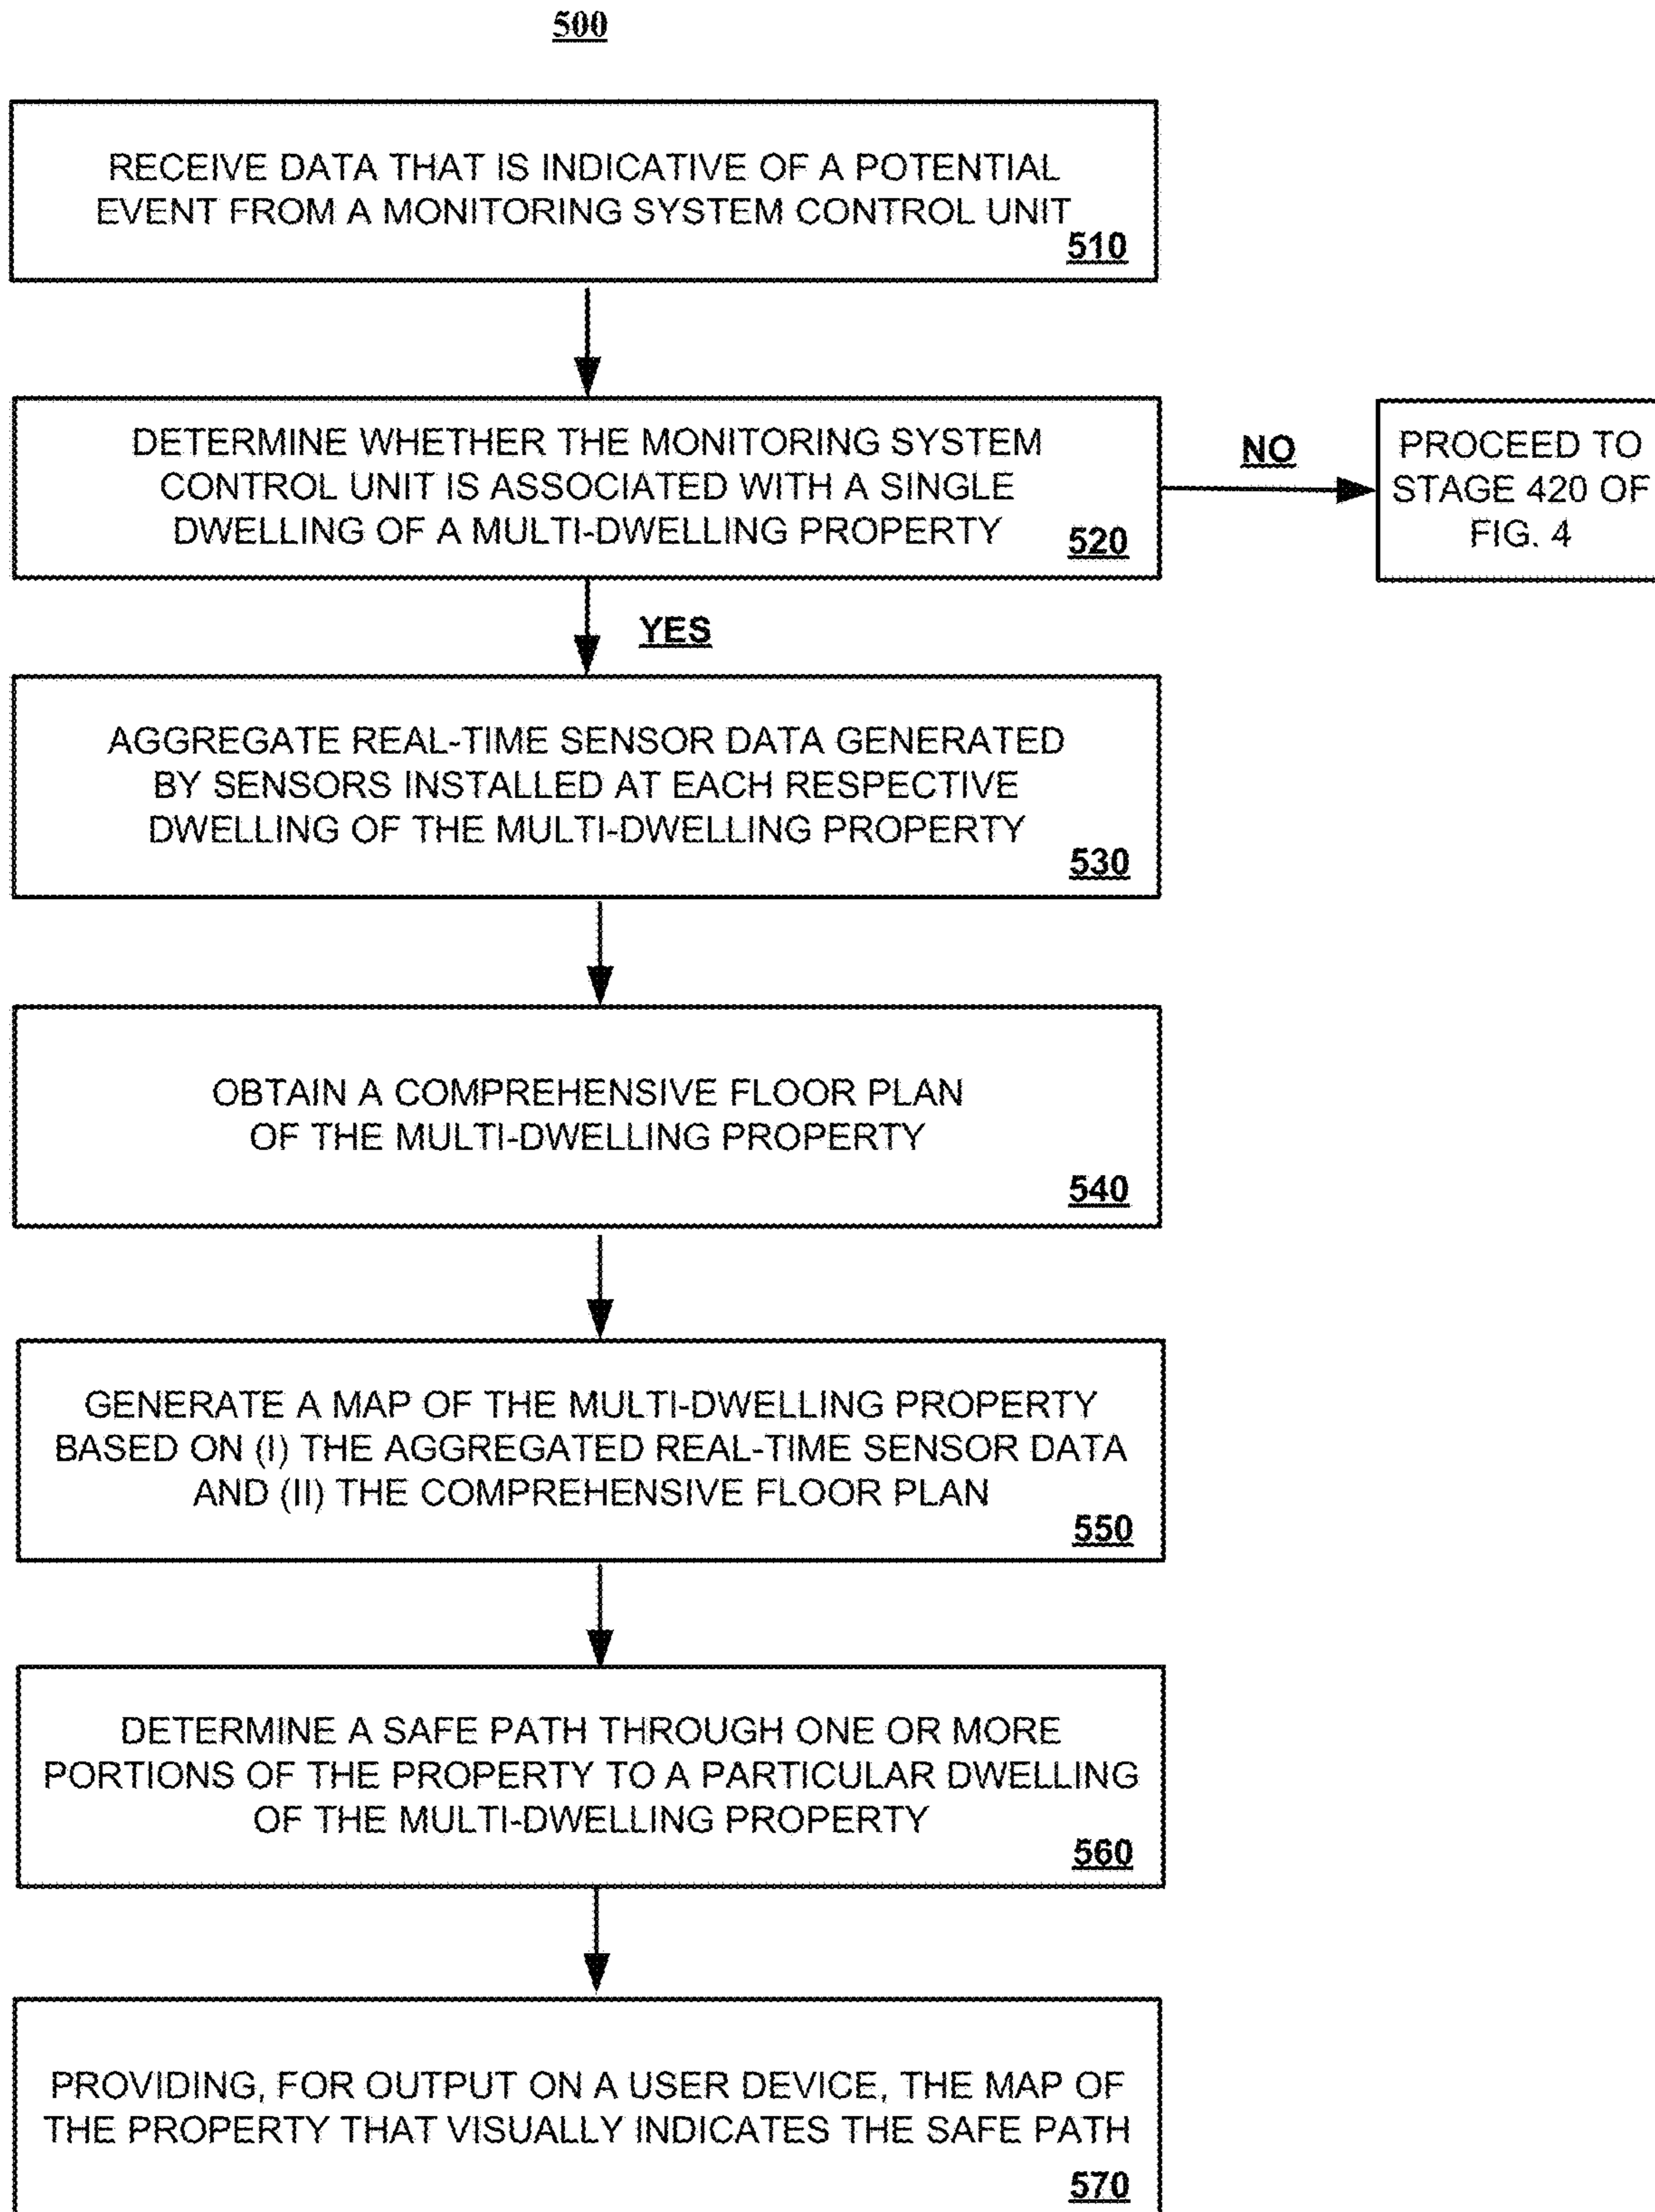 500
RECEIVE DATA THAT IS INDICATIVE OF A POTENTIAL
EVENT FROM A MONITORING SYSTEM CONTROL UNIT
510
DETERMINE WHETHER THE MONITORING SYSTEM
CONTROL UNIT IS ASSOCIATED WITH A SINGLE
DWELLING OF A MULTI-DWELLING PROPERTY
520
NO
PROCEED TO
STAGE 420 OF
FIG. 4
YES
AGGREGATE REAL-TIME SENSOR DATA GENERATED
BY SENSORS INSTALLED AT EACH RESPECTIVE
DWELLING OF THE MULTI-DWELLING PROPERTY
530
OBTAIN A COMPREHENSIVE FLOOR PLAN
OF THE MULTI-DWELLING PROPERTY
540
GENERATE A MAP OF THE MULTI-DWELLING PROPERTY
BASED ON (I) THE AGGREGATED REAL-TIME SENSOR DATA
AND (II) THE COMPREHENSIVE FLOOR PLAN
550
DETERMINE A SAFE PATH THROUGH ONE OR MORE
PORTIONS OF THE PROPERTY TO A PARTICULAR DWELLING
OF THE MULTI-DWELLING PROPERTY
560
PROVIDING, FOR OUTPUT ON A USER DEVICE, THE MAP OF
THE PROPERTY THAT VISUALLY INDICATES THE SAFE PATH
570